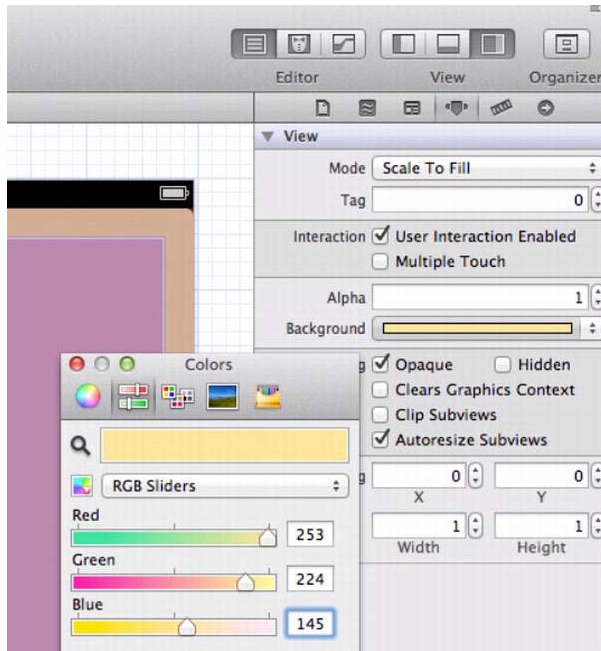 Editor View Organizer
View
Mode Scale To Fill
Tag 0
Interaction User Interaction Enabled
Multiple Touch
Alpha 1
Background
Colors
g Opaque Hidden
Clears Graphics Context
Clip Subviews
Autoresize Subviews
RGB Sliders
g 0 0
X Y
1 1
Width Height
Red
253
Green
224
Blue
145